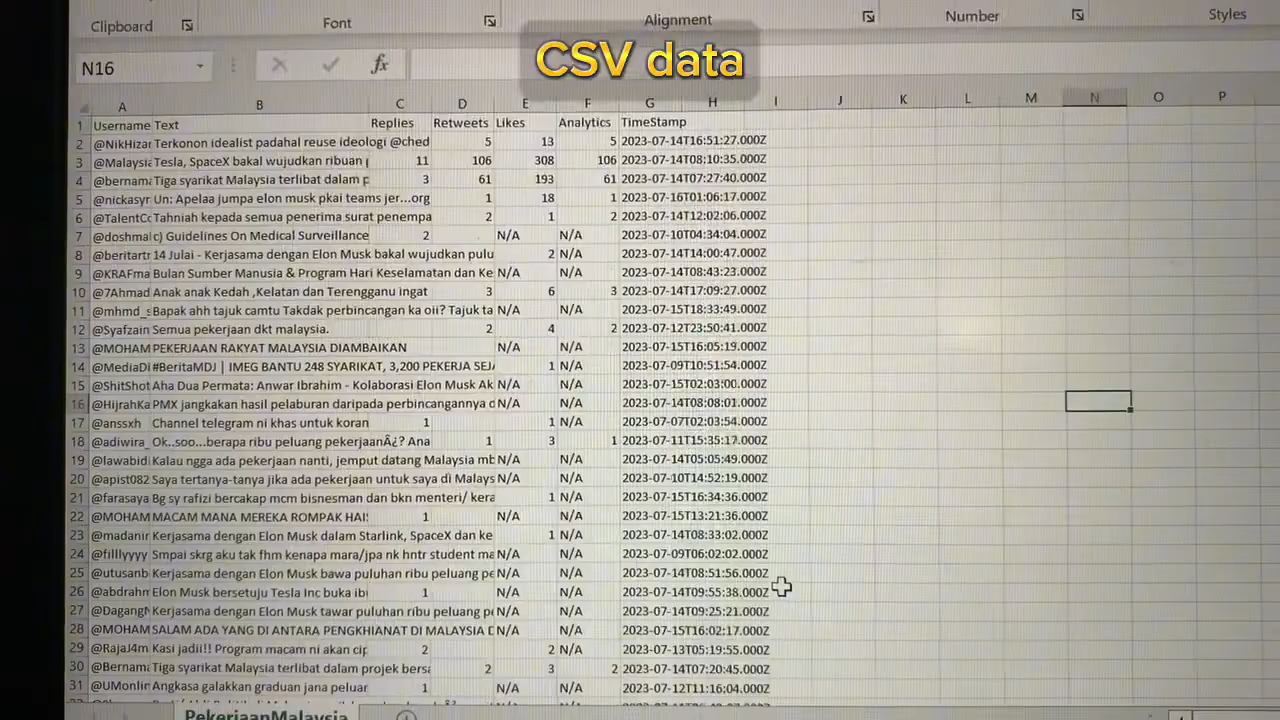 Clipboard Font Alignment Number Styles
CSV data
N16 fx
A B C D E F G H I J K L M N O P
1 Username Text Replies Retweets Likes Analytics TimeStamp
2 @NikHizar Terkonon idealist padahal reuse ideologi @ched 5 13 5 2023-07-14T16:51:27.000Z
3 @Malaysia Tesla, SpaceX bakal wujudkan ribuan 11 106 308 106 2023-07-14T08:10:35.000Z
4 @bernama Tiga syarikat Malaysia terlibat dalam p 3 61 193 61 2023-07-14T07:27:40.000Z
5 @nickasyr Un: Apelaa jumpa elon musk pkai teams jer...org 1 18 1 2023-07-16T01:06:17.000Z
6 @TalentCo Tahniah kepada semua penerima surat penempa 2 1 2 2023-07-14T12:02:06.000Z
7 @doshmal c) Guidelines On Medical Surveillance 2 N/A N/A 2023-07-10T04:34:04.000Z
8 @beritartr 14 Julai - Kerjasama dengan Elon Musk bakal wujudkan pulu 2 N/A 2023-07-14T14:00:47.000Z
9 @KRAFma Bulan Sumber Manusia & Program Hari Keselamatan dan Ke N/A N/A 2023-07-14T08:43:23.000Z
10 @7Ahmad Anak anak Kedah ,Kelatan dan Terengganu ingat 3 6 3 2023-07-14T17:09:27.000Z
11 @mhmd_s Bapak ahh tajuk camtu Takdak perbincangan ka oii? Tajuk ta N/A N/A 2023-07-15T18:33:49.000Z
12 @Syafzain Semua pekerjaan dkt malaysia. 2 4 2 2023-07-12T23:50:41.000Z
13 @MOHAM PEKERJAAN RAKYAT MALAYSIA DIAMBAIKAN N/A N/A 2023-07-15T16:05:19.000Z
14 @MediaDi #BeritaMDJ | IMEG BANTU 248 SYARIKAT, 3,200 PEKERJA SEJA 1 N/A 2023-07-09T10:51:54.000Z
15 @ShitShot Aha Dua Permata: Anwar Ibrahim - Kolaborasi Elon Musk Ak N/A N/A 2023-07-15T02:03:00.000Z
16 @HijrahKa PMX jangkakan hasil pelaburan daripada perbincangannya d N/A N/A 2023-07-14T08:08:01.000Z
17 @anssxh Channel telegram ni khas untuk koran 1 1 N/A 2023-07-07T02:03:54.000Z
18 @adiwira_ Ok..soo...berapa ribu peluang pekerjaanÂ¿? Ana 1 3 1 2023-07-11T15:35:17.000Z
19 @lawabid Kalau ngga ada pekerjaan nanti, jemput datang Malaysia mb N/A N/A 2023-07-14T05:05:49.000Z
20 @apist082 Saya tertanya-tanya jika ada pekerjaan untuk saya di Malays N/A N/A 2023-07-10T14:52:19.000Z
21 @farasaya Bg sy rafizi bercakap mcm bisnesman dan bkn menteri/ kera 1 N/A 2023-07-15T16:34:36.000Z
22 @MOHAM MACAM MANA MEREKA ROMPAK HAS 1 N/A N/A 2023-07-15T13:21:36.000Z
23 @madanir Kerjasama dengan Elon Musk dalam Starlink, SpaceX dan ke 1 N/A 2023-07-14T08:33:02.000Z
24 @filllyyyy Smpai skrg aku tak fhm kenapa mara/jpa nk hntr student ma N/A N/A 2023-07-09T06:02:02.000Z
25 @utusanb Kerjasama dengan Elon Musk bawa puluhan ribu peluang pe N/A N/A 2023-07-14T08:51:56.000Z
26 @abdrahn Elon Musk bersetuju Tesla Inc buka ibi 1 N/A N/A 2023-07-14T09:55:38.000Z
27 @DagangN Kerjasama dengan Elon Musk tawar puluhan ribu peluang pe N/A N/A 2023-07-14T09:25:21.000Z
28 @MOHAM SALAM ADA YANG DI ANTARA PENGKHIANAT DI MALAYSIA D N/A N/A 2023-07-15T16:02:17.000Z
29 @RajaJ4m Kasi jadii!! Program macam ni akan cip 2 2 N/A 2023-07-13T05:19:55.000Z
30 @Bernama Tiga syarikat Malaysia terlibat dalam projek bersa 2 3 2 2023-07-14T07:20:45.000Z
31 @UMonlin Angkasa galakkan graduan jana peluar 1 N/A N/A 2023-07-12T11:16:04.000Z
PekerjaanMalaysia